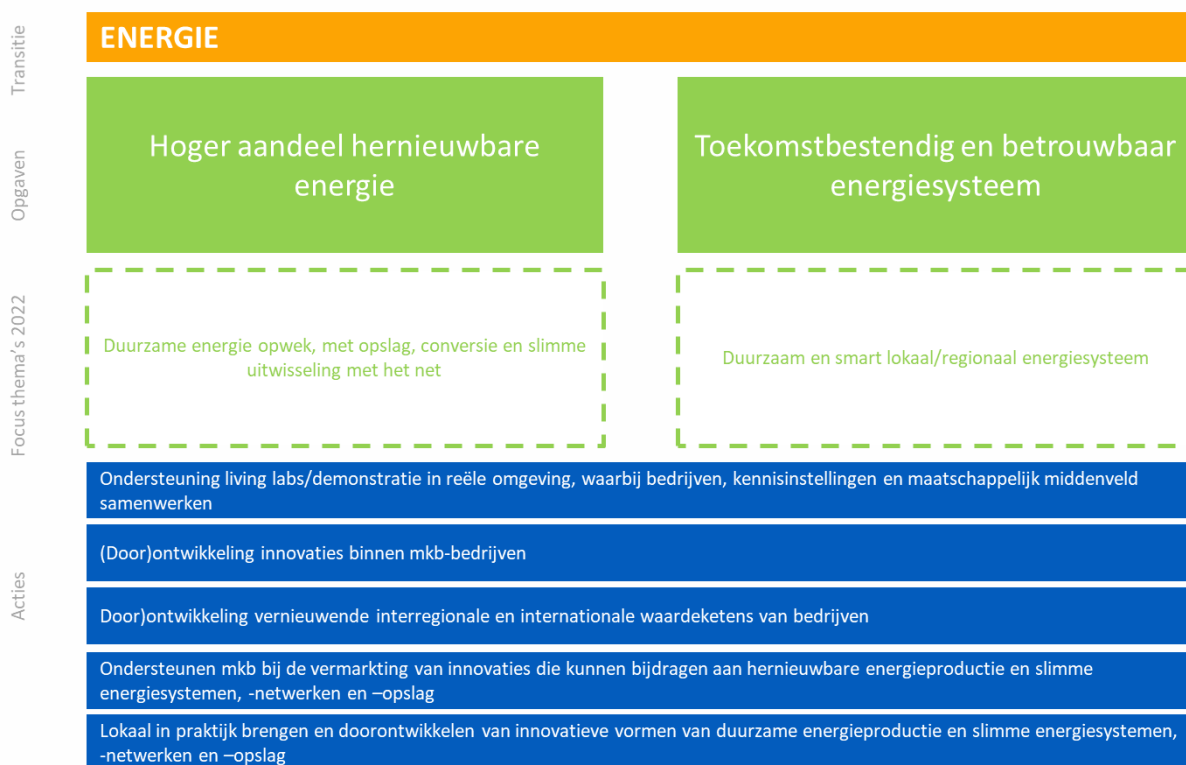 Transitie
ENERGIE
Opgaven
Hoger aandeel hernieuwbare
energie
Toekomstbestendig en betrouwbaar
energiesysteem
Focus thema's 2022
Duurzame energie opwek, met opslag, conversie en slimme
uitwisseling met het net
Duurzaam en smart lokaal/regionaal energiesysteem
Acties
Ondersteuning living labs/demonstratie in reële omgeving, waarbij bedrijven, kennisinstellingen en maatschappelijk middenveld
samenwerken
(Door)ontwikkeling innovaties binnen mkb-bedrijven
Door)ontwikkeling vernieuwende interregionale en internationale waardeketens van bedrijven
Ondersteunen mkb bij de vermarkting van innovaties die kunnen bijdragen aan hernieuwbare energieproductie en slimme
energiesystemen, -netwerken en –opslag
Lokaal in praktijk brengen en doorontwikkelen van innovatieve vormen van duurzame energieproductie en slimme energiesystemen,
-netwerken en –opslag